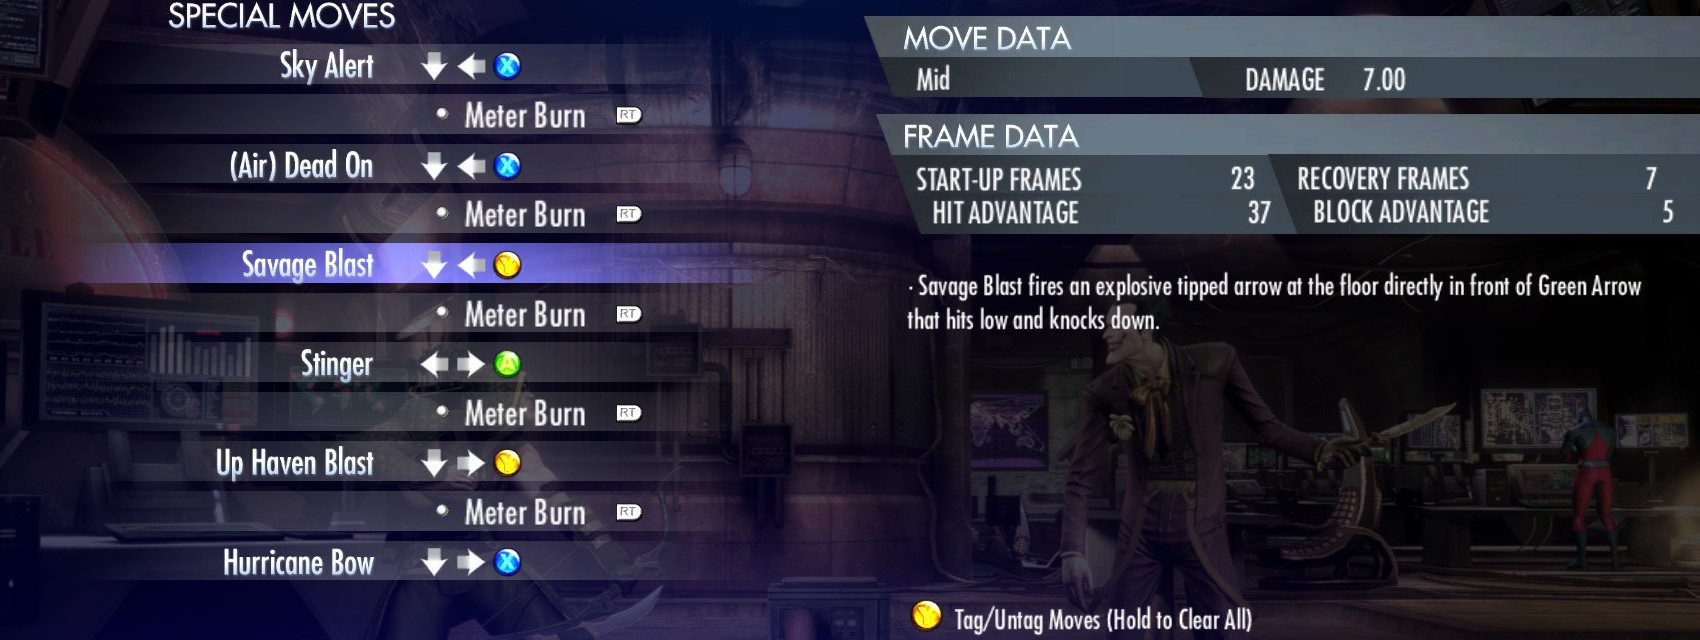 SPECIAL MOVES
Sky Alert X
Meter Burn RT
(Air) Dead On X
Meter Burn RT
Savage Blast Y
Meter Burn RT
Stinger A
Meter Burn RT
Up Haven Blast Y
Meter Burn RT
Hurricane Bow X
MOVE DATA
Mid DAMAGE 7.00
FRAME DATA
START-UP FRAMES 23 RECOVERY FRAMES 7
HIT ADVANTAGE 37 BLOCK ADVANTAGE 5
· Savage Blast fires an explosive tipped arrow at the floor directly in front of Green Arrow
that hits low and knocks down.
Y Tag/Untag Moves (Hold to Clear All)